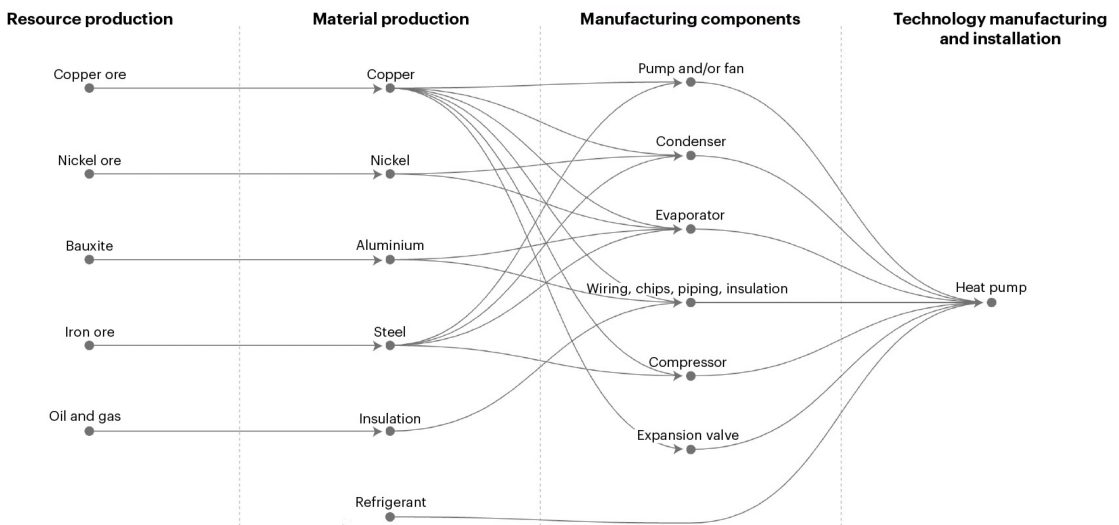 Resource production
Material production
Manufacturing components
Technology manufacturing
and installation
Copper ore
Copper
Pump and/or fan
Condenser
Nickel ore
Nickel
Evaporator
Bauxite
Aluminium
Wiring, chips, piping, insulation
Heat pump
Iron ore
Steel
Compressor
Oil and gas
Insulation
Expansion valve
Refrigerant